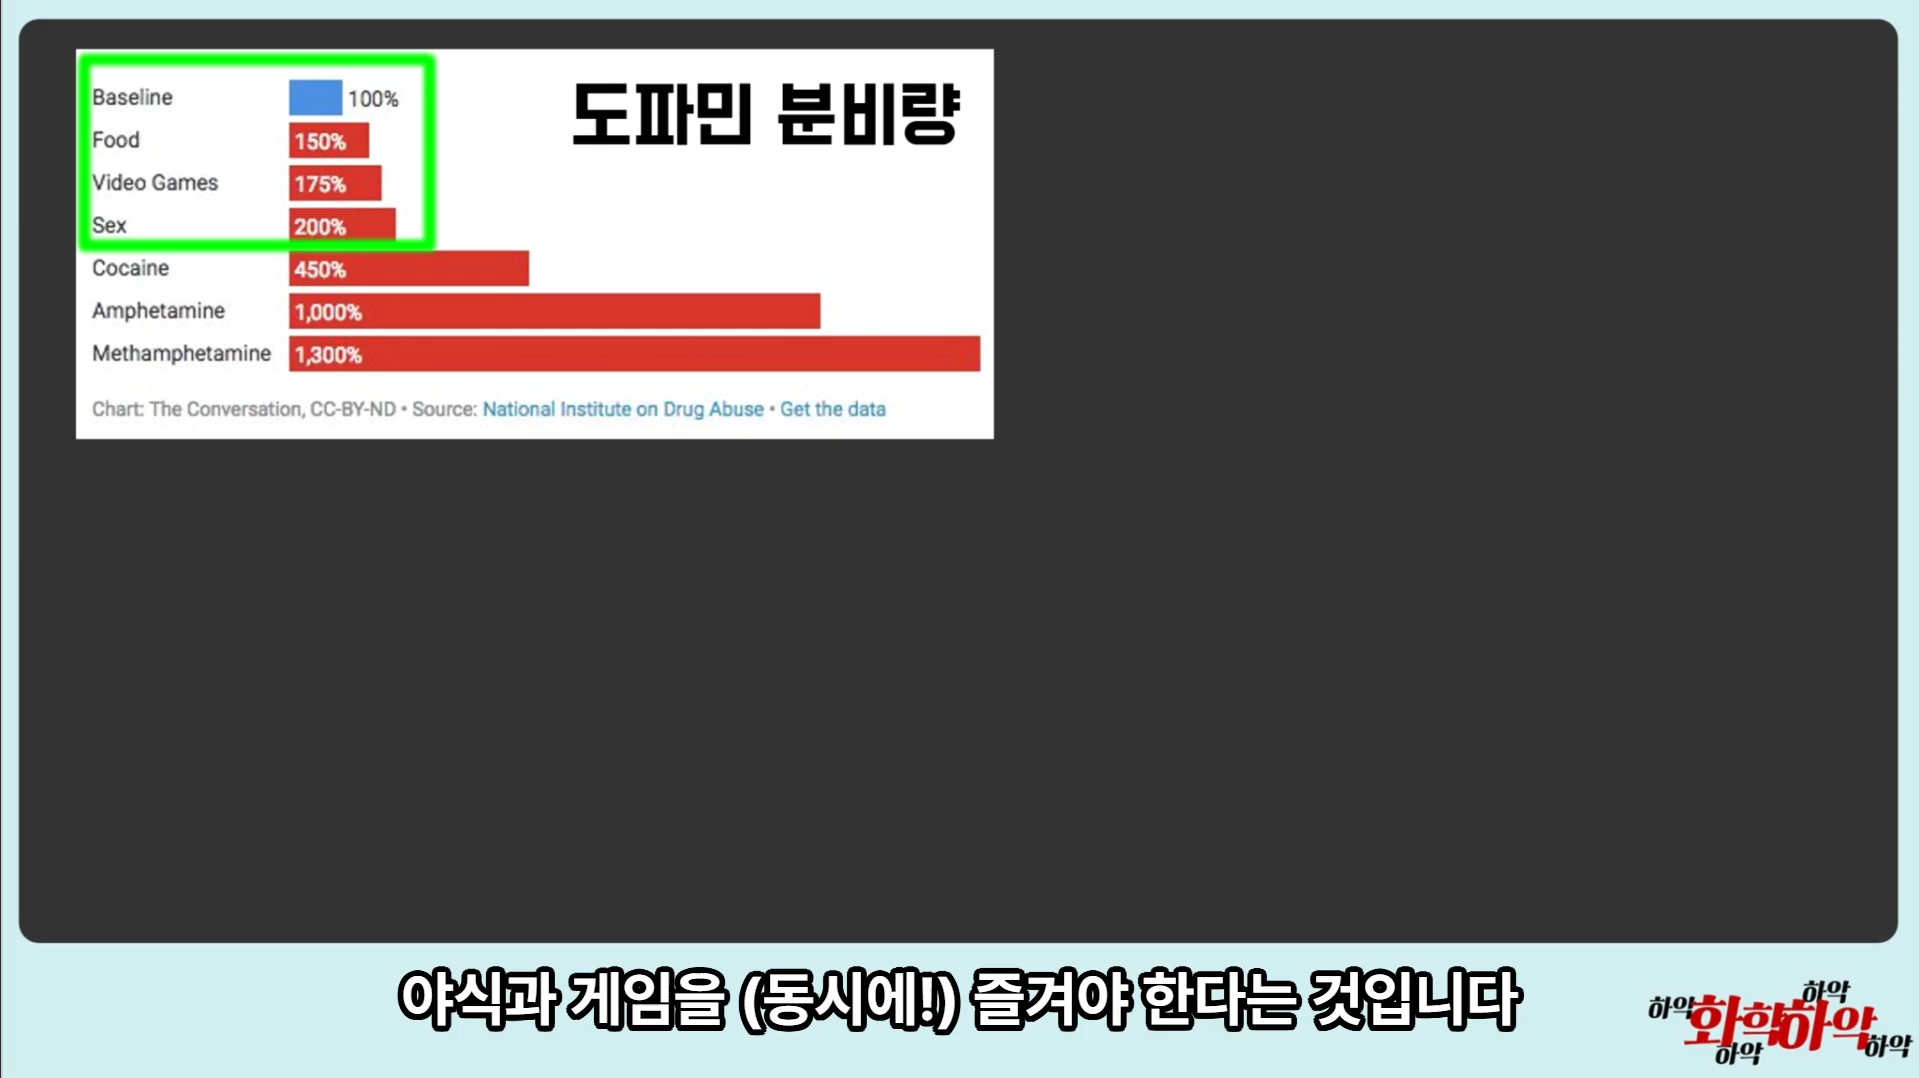 도파민 분비량
Baseline 100%
Food 150%
Video Games 175%
Sex 200%
Cocaine 450%
Amphetamine 1,000%
Methamphetamine 1,300%
Chart: The Conversation, CC-BY-ND • Source: National Institute on Drug Abuse • Get the data
야식과 게임을 (동시에!) 즐겨야 한다는 것입니다
하악
하악
화학하악
하악
하악